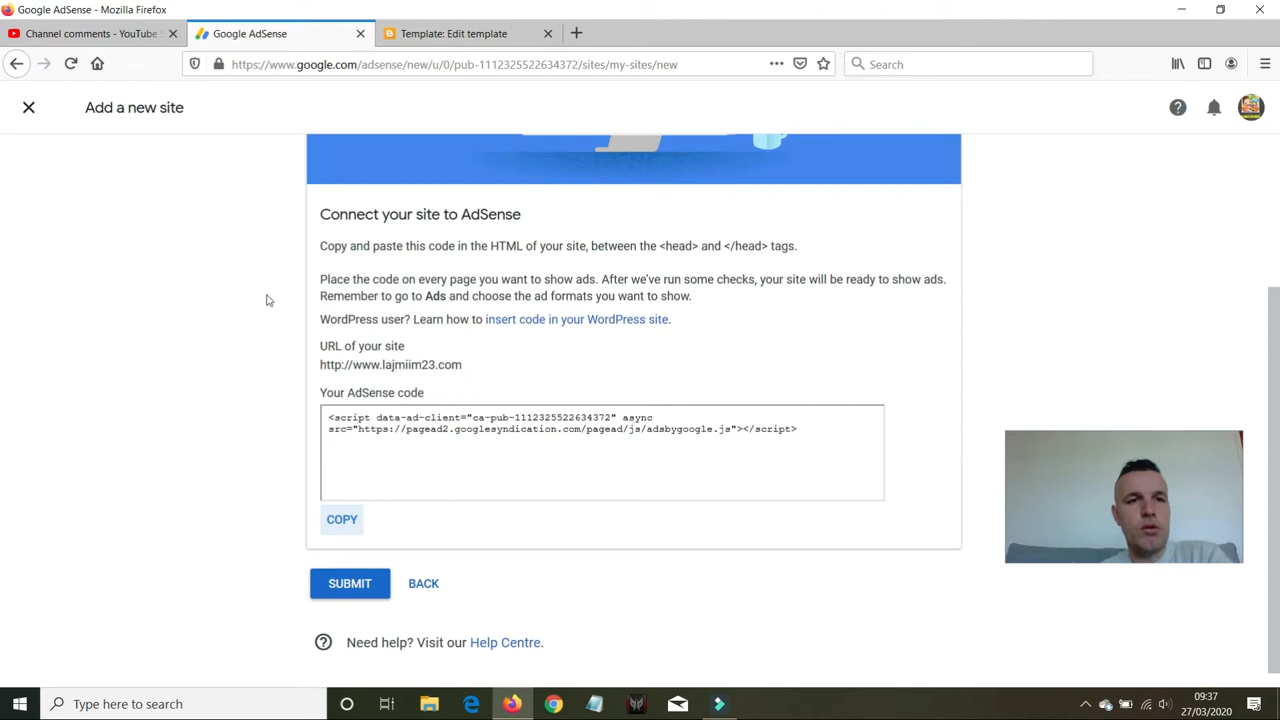 Google AdSense - Mozilla Firefox
Channel comments - YouTube
Google AdSense
Template: Edit template
https://www.google.com/adsense/new/u/0/pub-1112325522634372/sites/my-sites/new
Search
Add a new site
Connect your site to AdSense
Copy and paste this code in the HTML of your site, between the <head> and </head> tags.
Place the code on every page you want to show ads. After we've run some checks, your site will be ready to show ads.
Remember to go to Ads and choose the ad formats you want to show.
WordPress user? Learn how to insert code in your WordPress site.
URL of your site
http://www.lajmiim23.com
Your AdSense code
<script data-ad-client="ca-pub-1112325522634372" async
src="https://pagead2.googlesyndication.com/pagead/js/adsbygoogle.js"></script>
COPY
SUBMIT
BACK
Need help? Visit our Help Centre.
Type here to search
09:37
27/03/2020